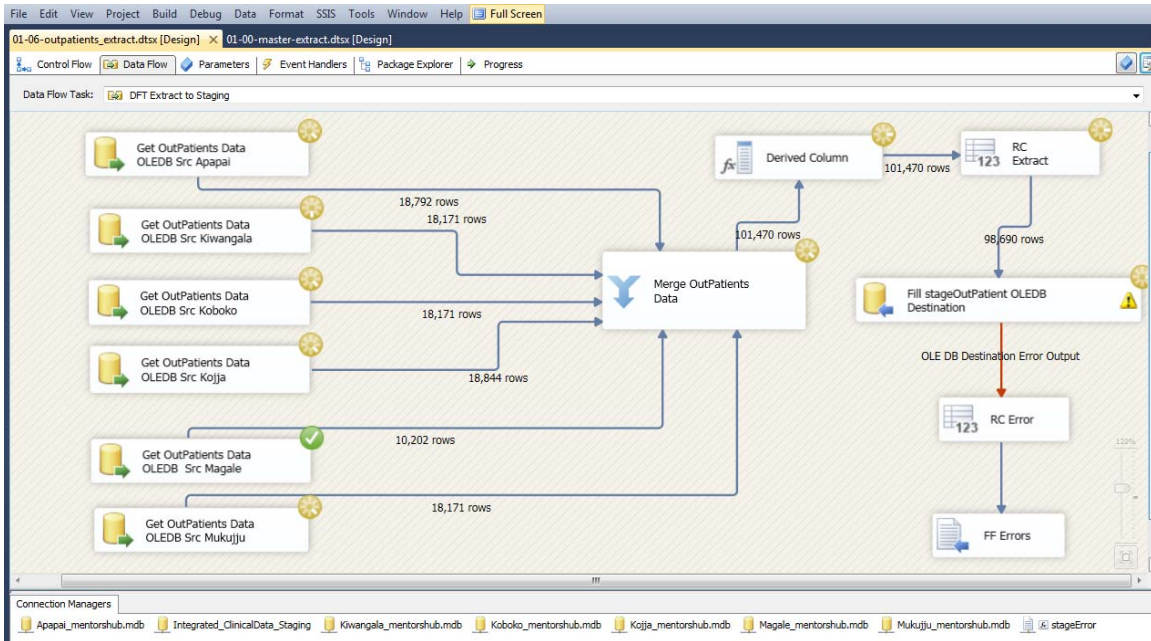 File Edit View Project Build Debug Data Format SSIS Tools Window Help Full Screen
01-06-outpatients_extract.dtsx [Design] 01-00-master-extract.dtsx [Design]
Control Flow Data Flow Parameters Event Handlers Package Explorer Progress
Data Flow Task: DFT Extract to Staging
Get OutPatients Data
OLEDB Src Apapai
18,792 rows
Get OutPatients Data
OLEDB Src Kiwangala
18,171 rows
Get OutPatients Data
OLEDB Src Koboko
18,171 rows
Get OutPatients Data
OLEDB Src Kojja
18,844 rows
Get OutPatients Data
OLEDB Src Magale
10,202 rows
Get OutPatients Data
OLEDB Src Mukujju
18,171 rows
Merge OutPatients
Data
101,470 rows
fx Derived Column
101,470 rows
123 RC
Extract
98,690 rows
Fill stageOutPatient OLEDB
Destination
OLE DB Destination Error Output
123 RC Error
FF Errors
120%
Connection Managers
Apapai_mentorshub.mdb Integrated_ClinicalData_Staging Kiwangala_mentorshub.mdb Koboko_mentorshub.mdb Kojja_mentorshub.mdb Magale_mentorshub.mdb Mukujju_mentorshub.mdb fx stageError